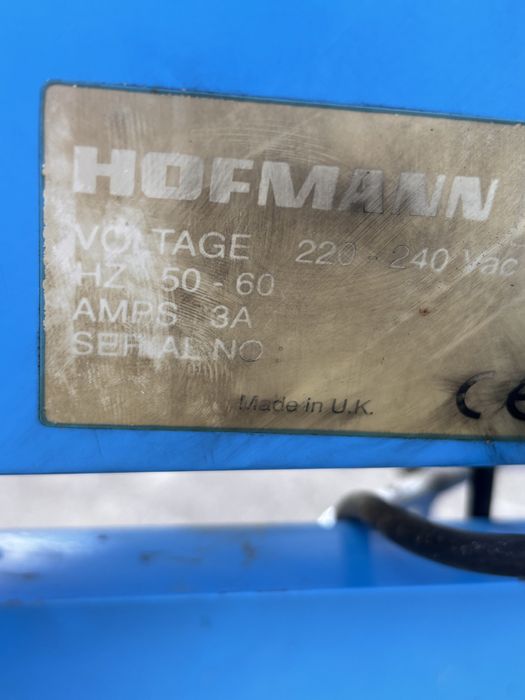 HOFMANN
VOLTAGE 220 - 240 Vac
HZ 50 - 60
AMPS 3A
SERIAL NO
Made in U.K.
CE